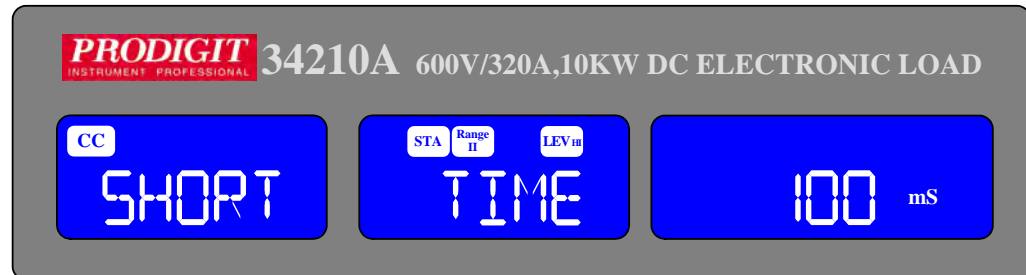 PRODIGIT
INSTRUMENT PROFESSIONAL
34210A 600V/320A,10KW DC ELECTRONIC LOAD
CC
SHORT
STA Range II LEV HI
TIME
100 mS